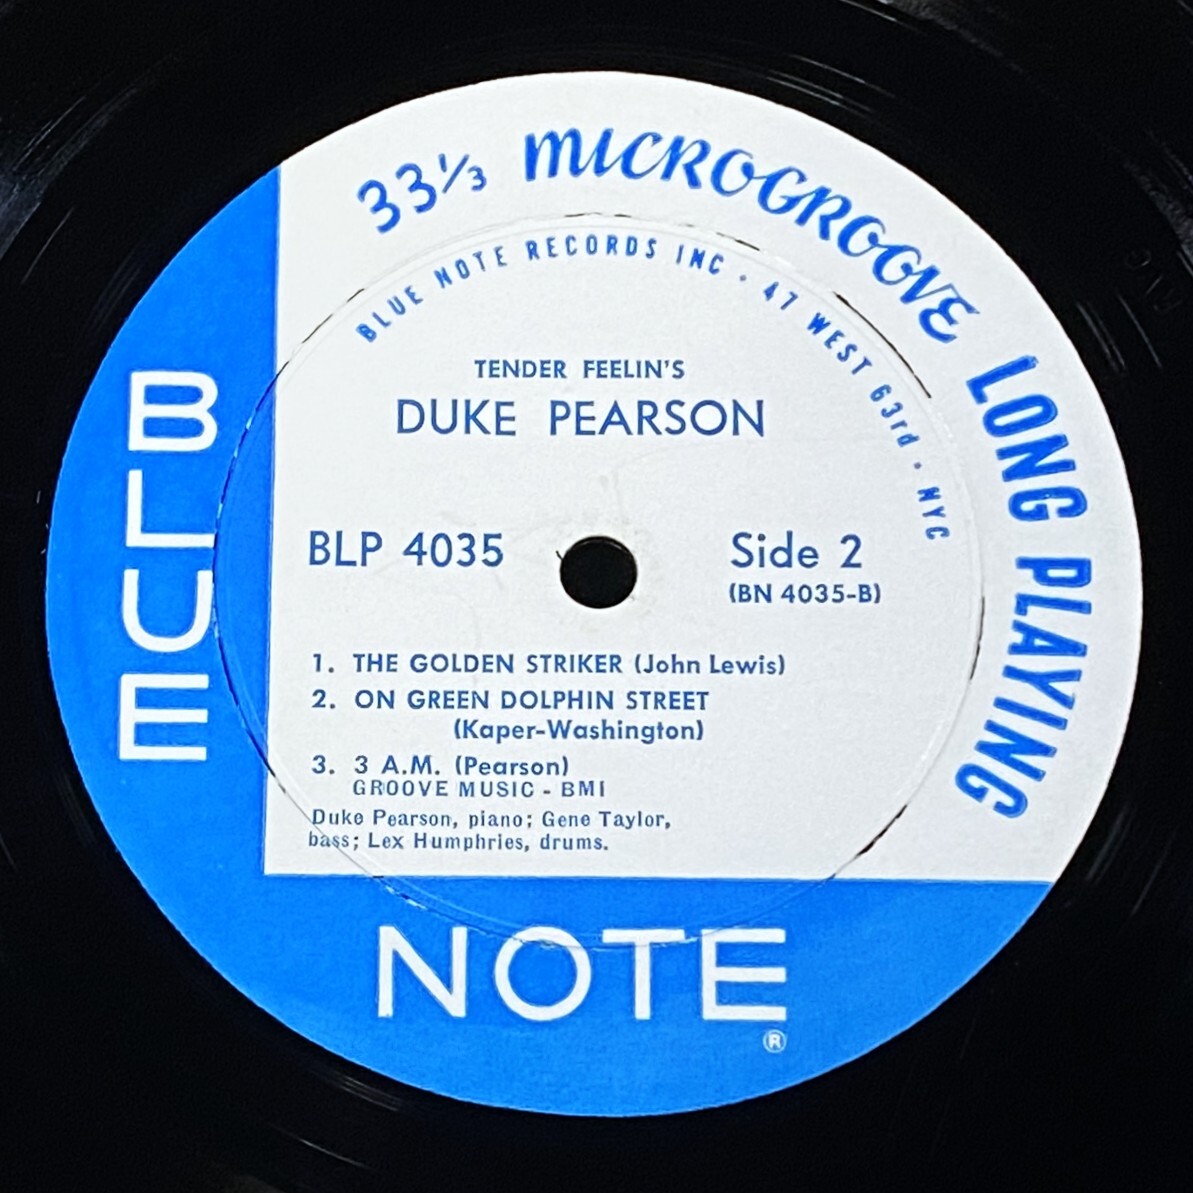 33⅓ MICROGROOVE LONG PLAYING
BLUE NOTE RECORDS INC · 47 WEST 63rd · NYC
TENDER FEELIN'S
DUKE PEARSON
BLP 4035
Side 2
(BN 4035-B)
1. THE GOLDEN STRIKER (John Lewis)
2. ON GREEN DOLPHIN STREET
(Kaper-Washington)
3. 3 A.M. (Pearson)
GROOVE MUSIC - BMI
Duke Pearson, piano; Gene Taylor,
bass; Lex Humphries, drums.
BLUE
NOTE
®